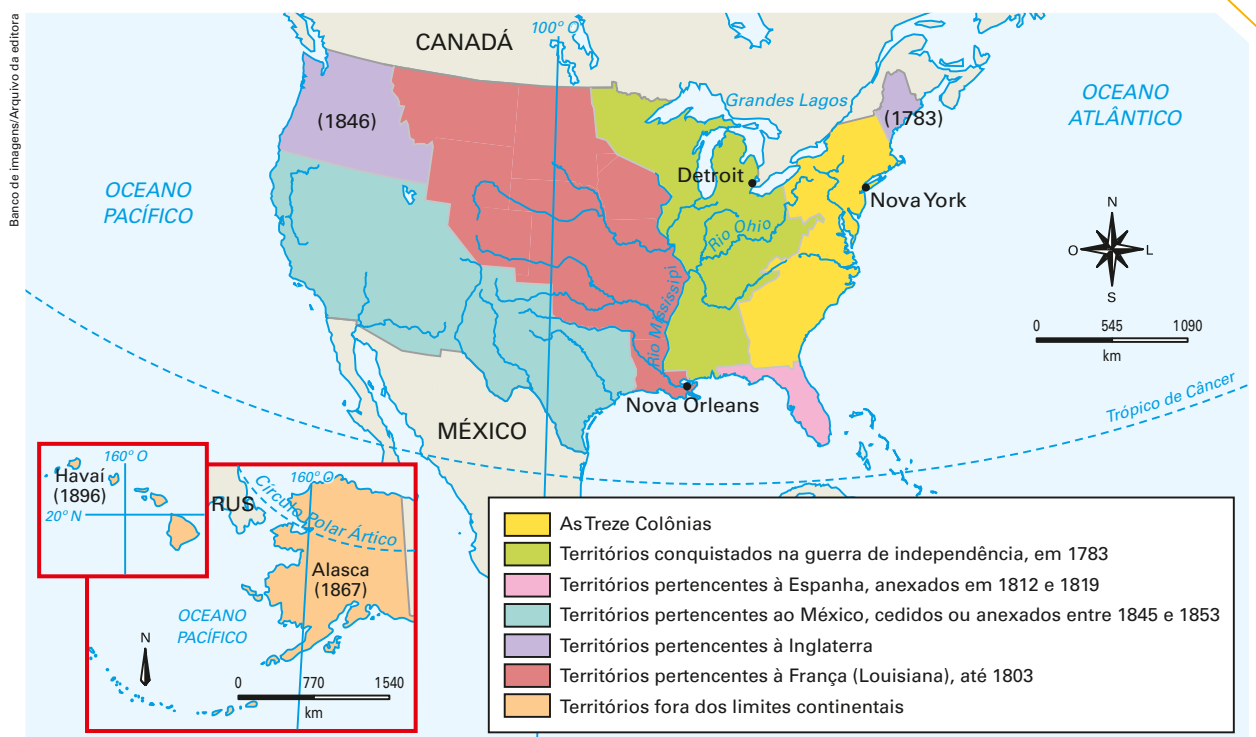 Banco de imagens/Arquivo da editora
CANADÁ
100° O
(1846)
Grandes Lagos
(1783)
OCEANO
ATLÂNTICO
OCEANO
PACÍFICO
Detroit
Nova York
Rio Ohio
Rio Mississipi
N
O
L
S
0 545 1090
km
Nova Orleans
MÉXICO
Trópico de Câncer
160° O
Havaí
(1896)
20° N
RUS
160° O
Círculo Polar Ártico
Alasca
(1867)
OCEANO
PACÍFICO
N
0 770 1540
km
As Treze Colônias
Territórios conquistados na guerra de independência, em 1783
Territórios pertencentes à Espanha, anexados em 1812 e 1819
Territórios pertencentes ao México, cedidos ou anexados entre 1845 e 1853
Territórios pertencentes à Inglaterra
Territórios pertencentes à França (Louisiana), até 1803
Territórios fora dos limites continentais